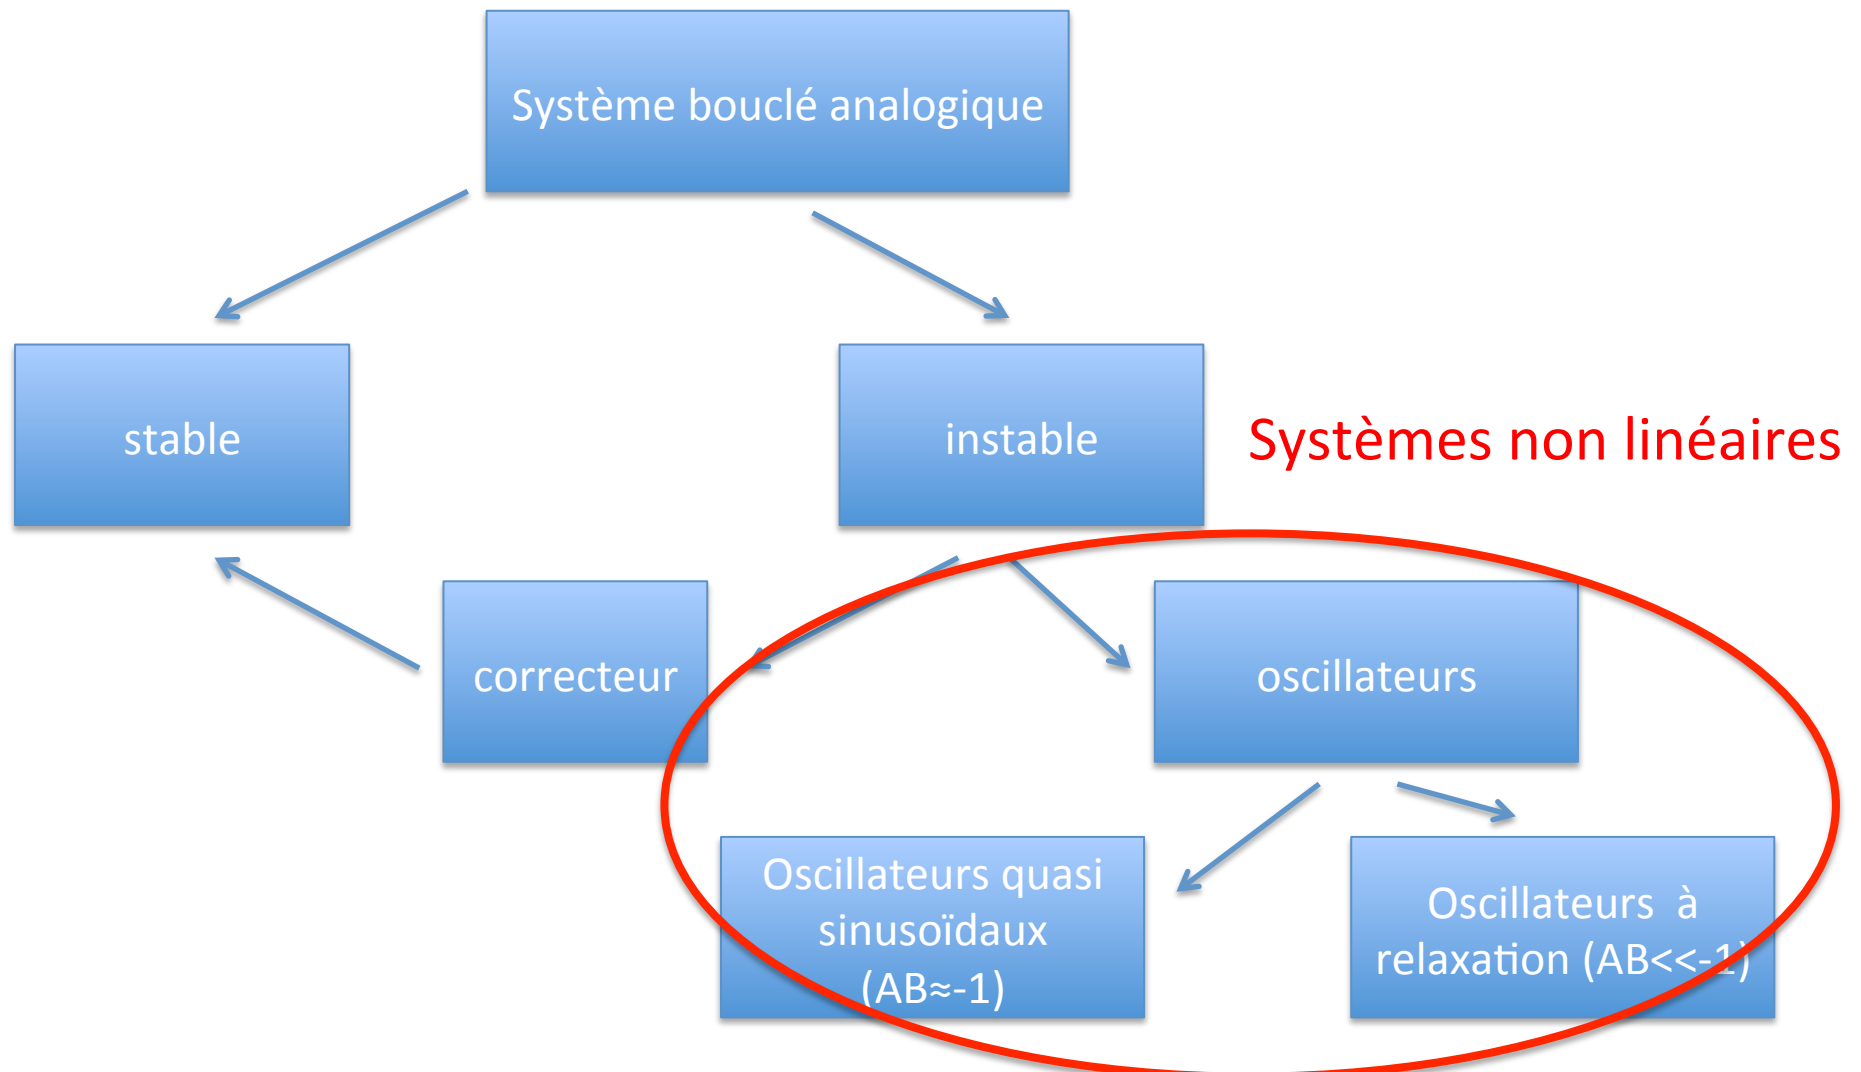 Système bouclé analogique
stable
instable
Systèmes non linéaires
correcteur
oscillateurs
Oscillateurs quasi
sinusoïdaux
(AB≈-1)
Oscillateurs à
relaxation (AB<<-1)